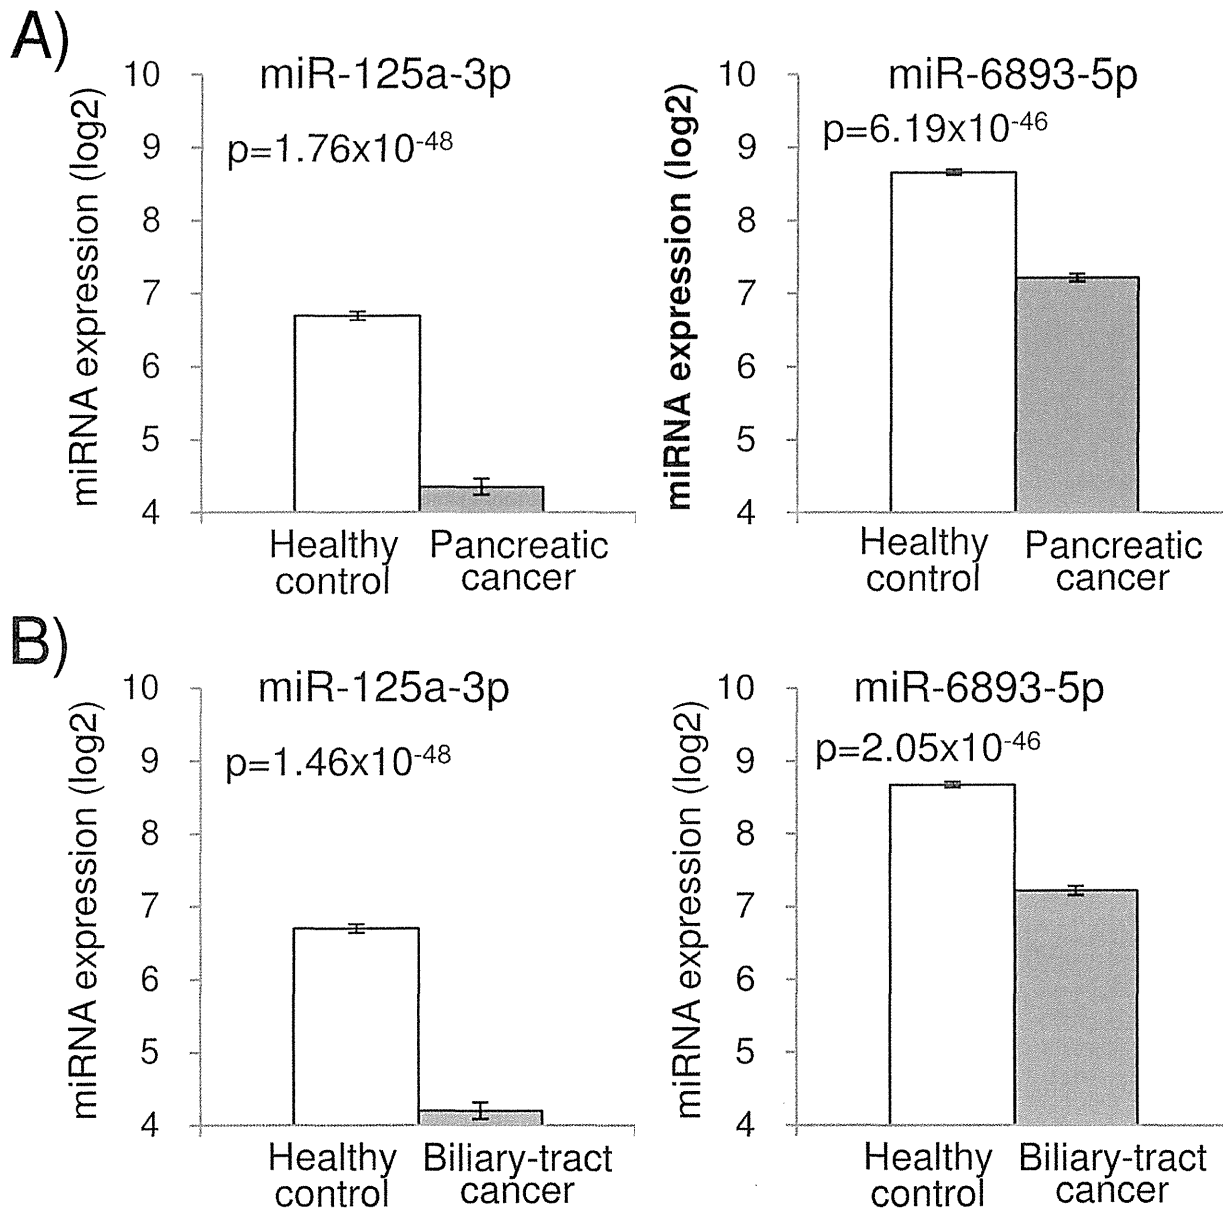 A)
miR-125a-3p
p=1.76x10-48
miRNA expression (log2)
10
9
8
7
6
5
4
Healthy control
Pancreatic cancer
miR-6893-5p
p=6.19x10-46
miRNA expression (log2)
10
9
8
7
6
5
4
Healthy control
Pancreatic cancer
B)
miR-125a-3p
p=1.46x10-48
miRNA expression (log2)
10
9
8
7
6
5
4
Healthy control
Biliary-tract cancer
miR-6893-5p
p=2.05x10-46
miRNA expression (log2)
10
9
8
7
6
5
4
Healthy control
Biliary-tract cancer